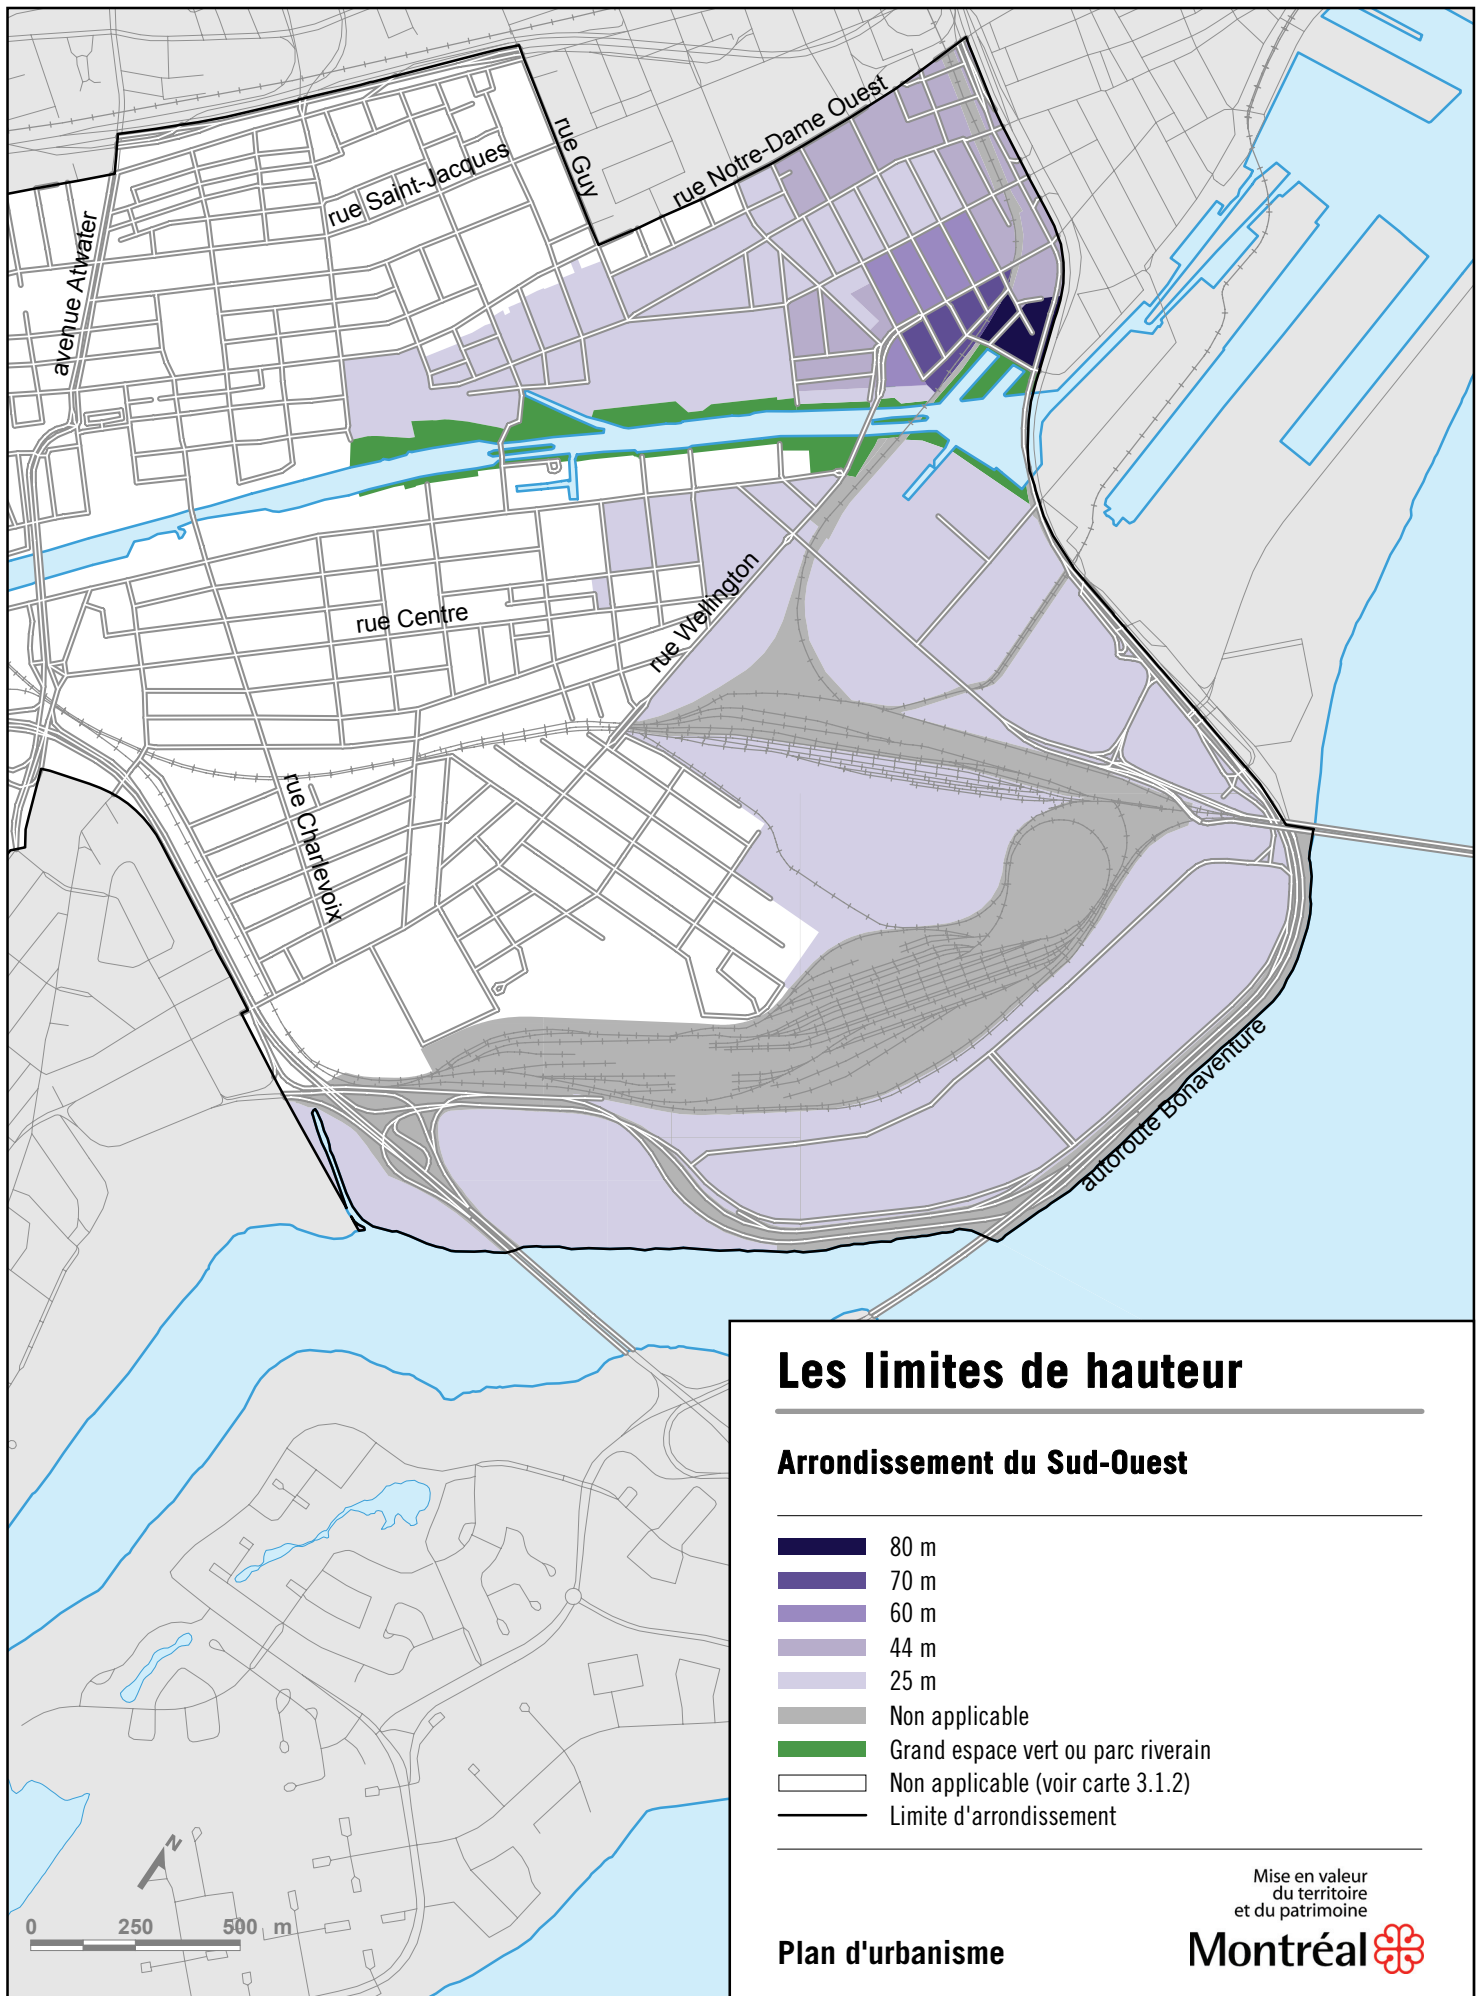 rue Notre-Dame Ouest
rue Guy
rue Saint-Jacques
avenue Atwater
rue Centre
rue Wellington
rue Charlevoix
autoroute Bonaventure
Les limites de hauteur
Arrondissement du Sud-Ouest
80 m
70 m
60 m
44 m
25 m
Non applicable
Grand espace vert ou parc riverain
Non applicable (voir carte 3.1.2)
Limite d'arrondissement
N
0 250 500 m
Mise en valeur
du territoire
et du patrimoine
Plan d'urbanisme
Montréal